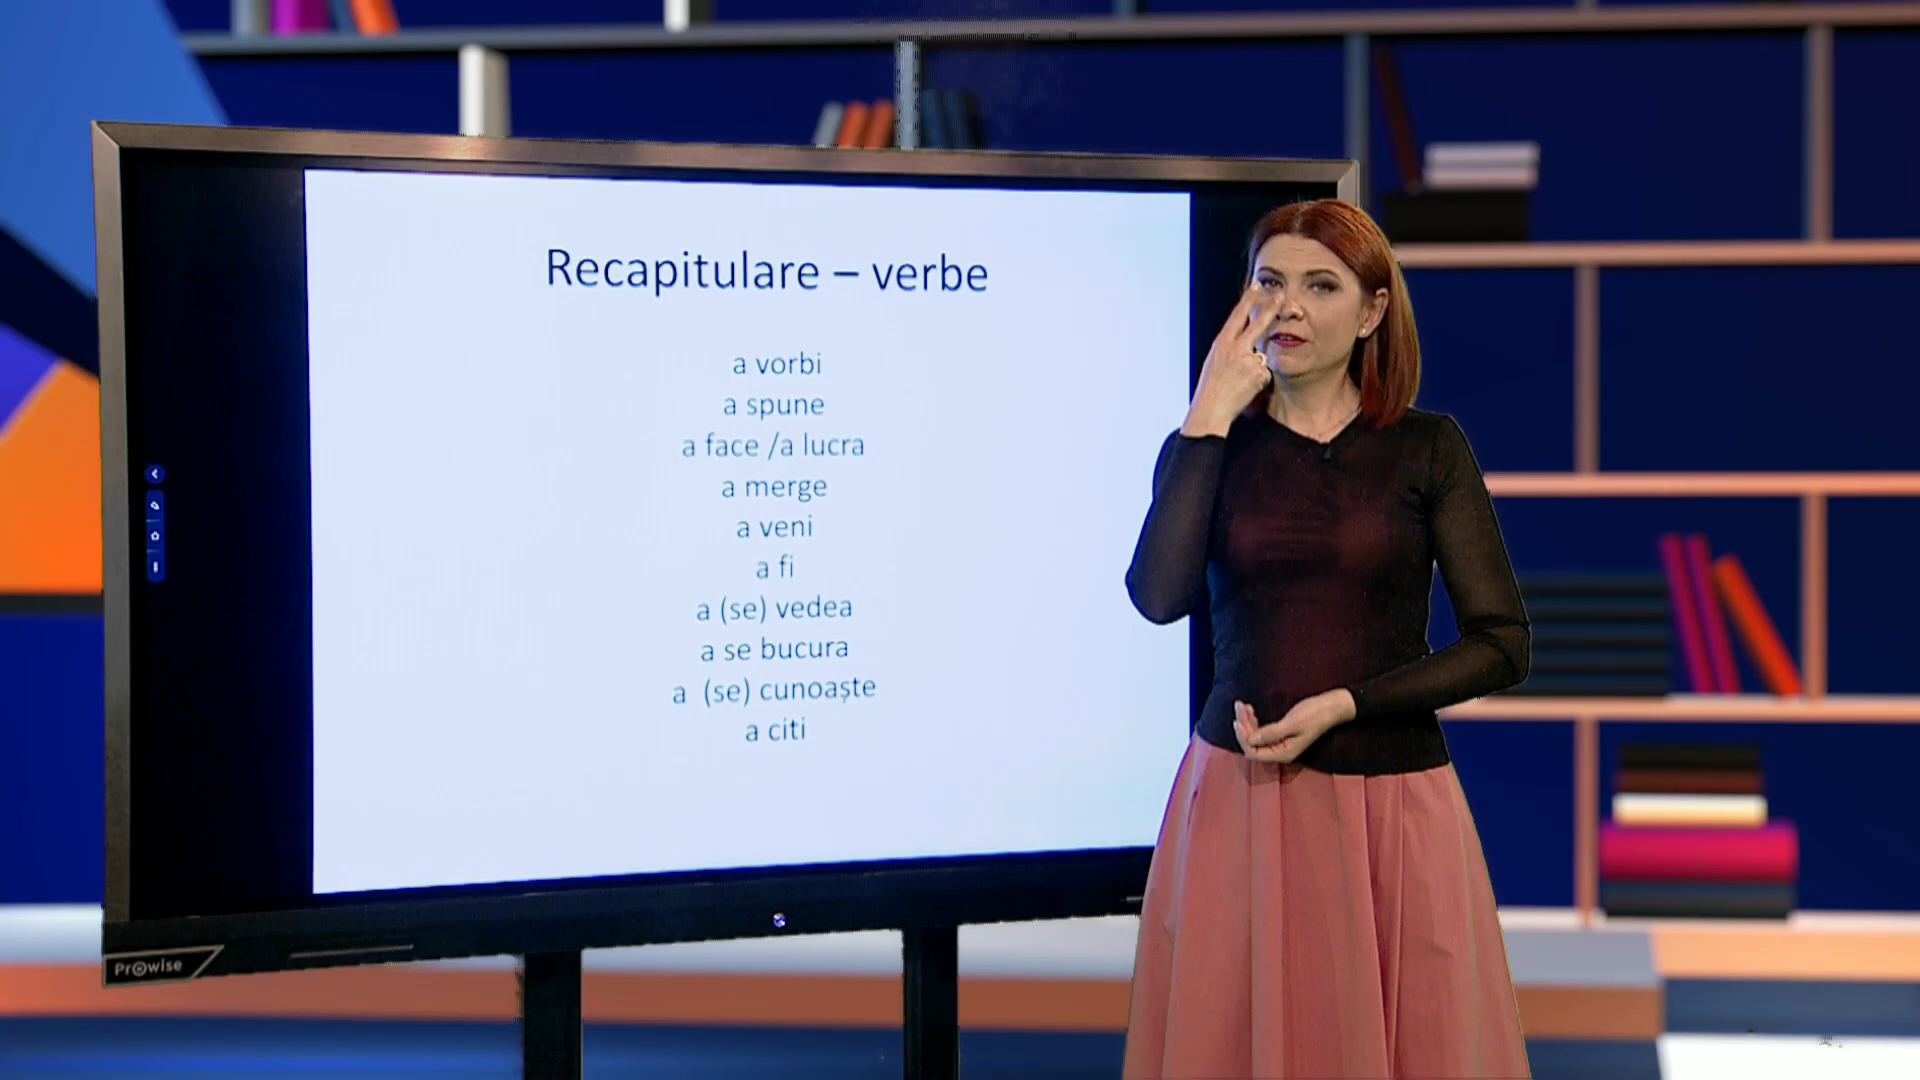 Recapitulare – verbe
a vorbi
a spune
a face /a lucra
a merge
a veni
a fi
a (se) vedea
a se bucura
a (se) cunoaște
a citi
Prowise